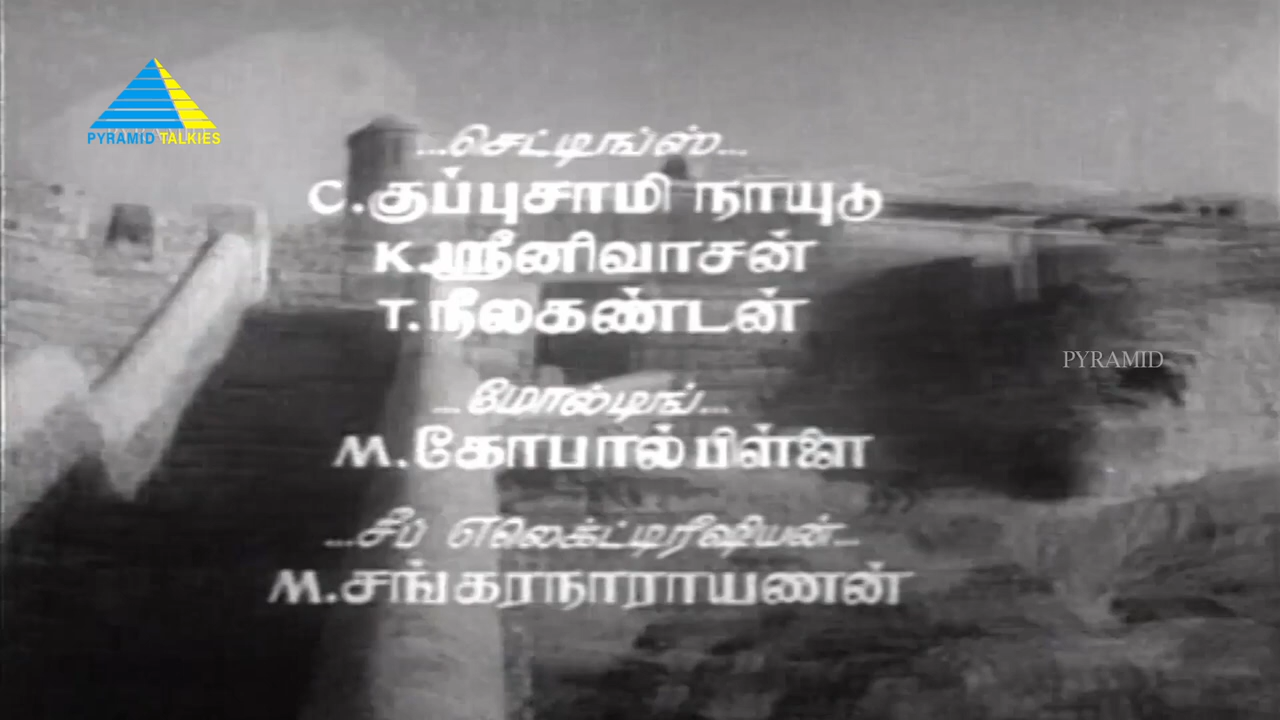 PYRAMID TALKIES
...செட்டிங்ஸ்...
C.குப்புசாமி நாயுடு
K.ஸ்ரீனிவாசன்
T.நீலகண்டன்
PYRAMID
...மோல்டிங்...
M.கோபால்பிள்ளை
...சீப் எலெக்ட்டிரீஷியன்...
M.சங்கரநாராயணன்